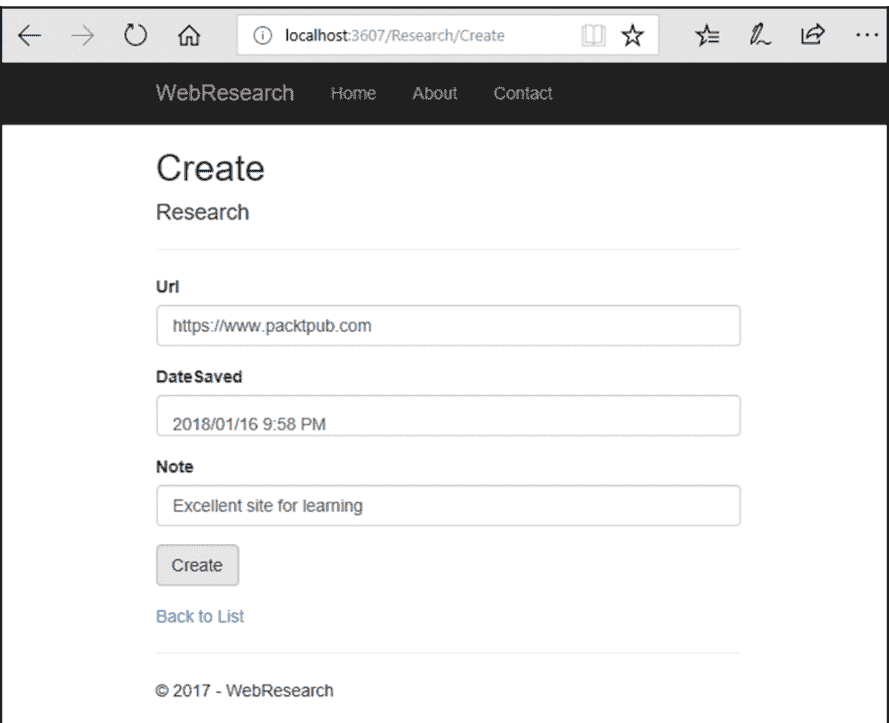 localhost:3607/Research/Create
WebResearch Home About Contact
Create
Research
Url
https://www.packtpub.com
DateSaved
2018/01/16 9:58 PM
Note
Excellent site for learning
Create
Back to List
© 2017 - WebResearch